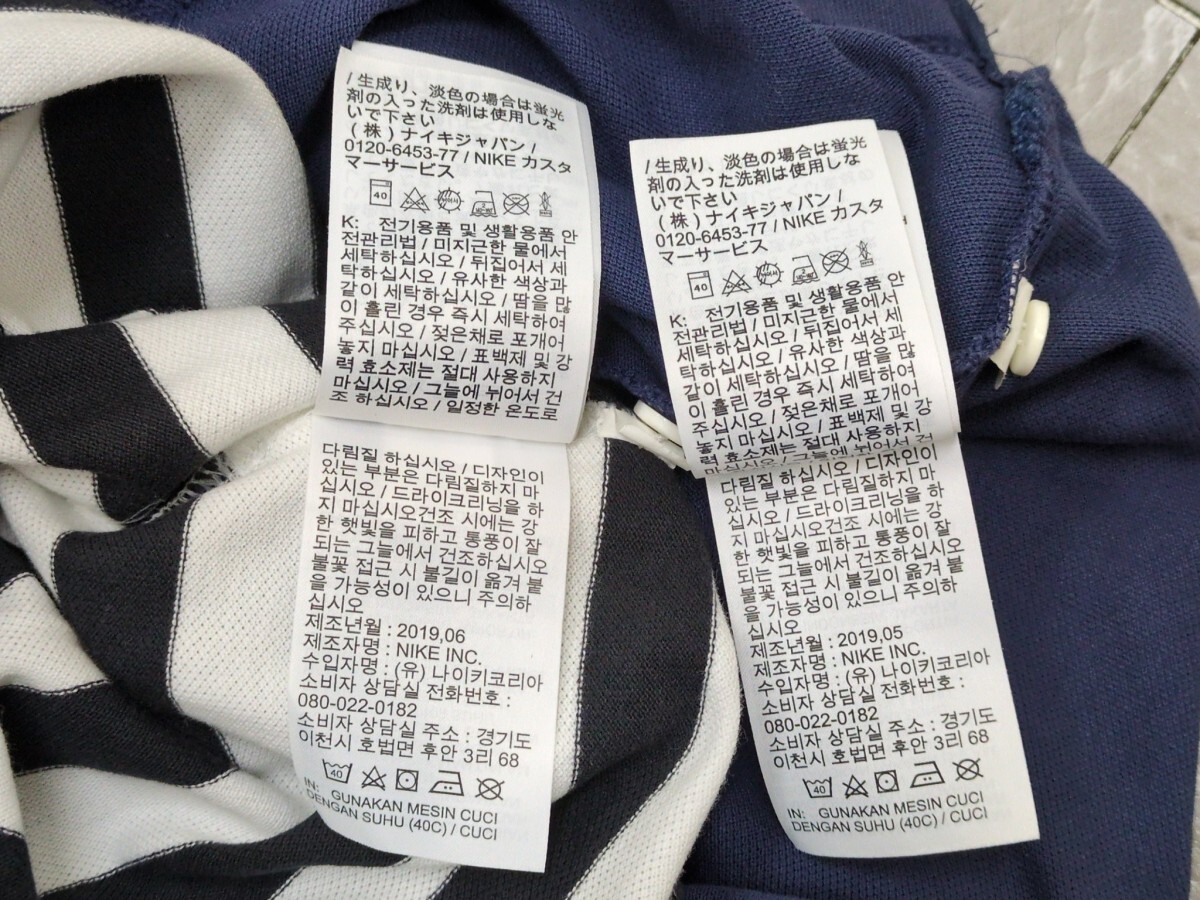 / 生成り、淡色の場合は蛍光
剤の入った洗剤は使用しな
いで下さい
(株)ナイキジャパン /
0120-6453-77 / NIKE カスタ
マーサービス
40
K: 전기용품 및 생활용품 안
전관리법 / 미지근한 물에서
세탁하십시오 / 뒤집어서 세
탁하십시오 / 유사한 색상과
같이 세탁하십시오 / 땀을 많
이 흘린 경우 즉시 세탁하여
주십시오 / 젖은채로 포개어
놓지 마십시오 / 표백제 및 강
력 효소제는 절대 사용하지
마십시오 / 그늘에 뉘어서 건
조 하십시오 / 일정한 온도로
다림질 하십시오 / 디자인이
있는 부분은 다림질하지 마
십시오 / 드라이크리닝을 하
지 마십시오건조 시에는 강
한 햇빛을 피하고 통풍이 잘
되는 그늘에서 건조하십시오
불꽃 접근 시 불길이 옮겨 붙
을 가능성이 있으니 주의하
십시오
제조년월 : 2019,06
제조자명 : NIKE INC.
수입자명 : (유) 나이키코리아
소비자 상담실 전화번호 :
080-022-0182
소비자 상담실 주소 : 경기도
이천시 호법면 후안 3리 68
40
IN: GUNAKAN MESIN CUCI
DENGAN SUHU (40C) / CUCI
/ 生成り、淡色の場合は蛍光
剤の入った洗剤は使用しな
いで下さい
(株)ナイキジャパン /
0120-6453-77 / NIKE カスタ
マーサービス
40
K: 전기용품 및 생활용품 안
전관리법 / 미지근한 물에서
세탁하십시오 / 뒤집어서 세
탁하십시오 / 유사한 색상과
같이 세탁하십시오 / 땀을 많
이 흘린 경우 즉시 세탁하여
주십시오 / 젖은채로 포개어
놓지 마십시오 / 표백제 및 강
력 효소제는 절대 사용하지
다림질 하십시오 / 디자인이
있는 부분은 다림질하지 마
십시오 / 드라이크리닝을 하
지 마십시오건조 시에는 강
한 햇빛을 피하고 통풍이 잘
되는 그늘에서 건조하십시오
불꽃 접근 시 불길이 옮겨 붙
을 가능성이 있으니 주의하
십시오
제조년월 : 2019,05
제조자명 : NIKE INC.
수입자명 : (유) 나이키코리아
소비자 상담실 전화번호 :
080-022-0182
소비자 상담실 주소 : 경기도
이천시 호법면 후안 3리 68
40
IN: GUNAKAN MESIN CUCI
DENGAN SUHU (40C) / CUCI